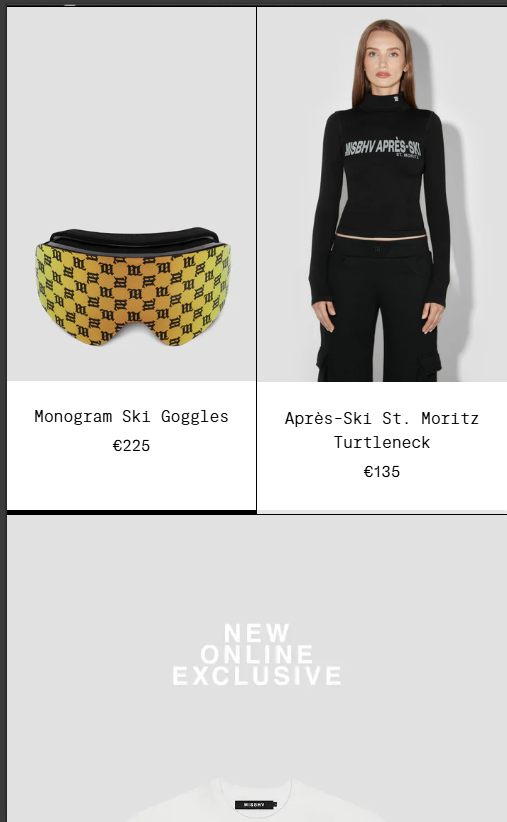 MISBHV APRÈS-SKI
ST. MORITZ
Monogram Ski Goggles
€225
Après-Ski St. Moritz
Turtleneck
€135
NEW
ONLINE
EXCLUSIVE
MISBHV